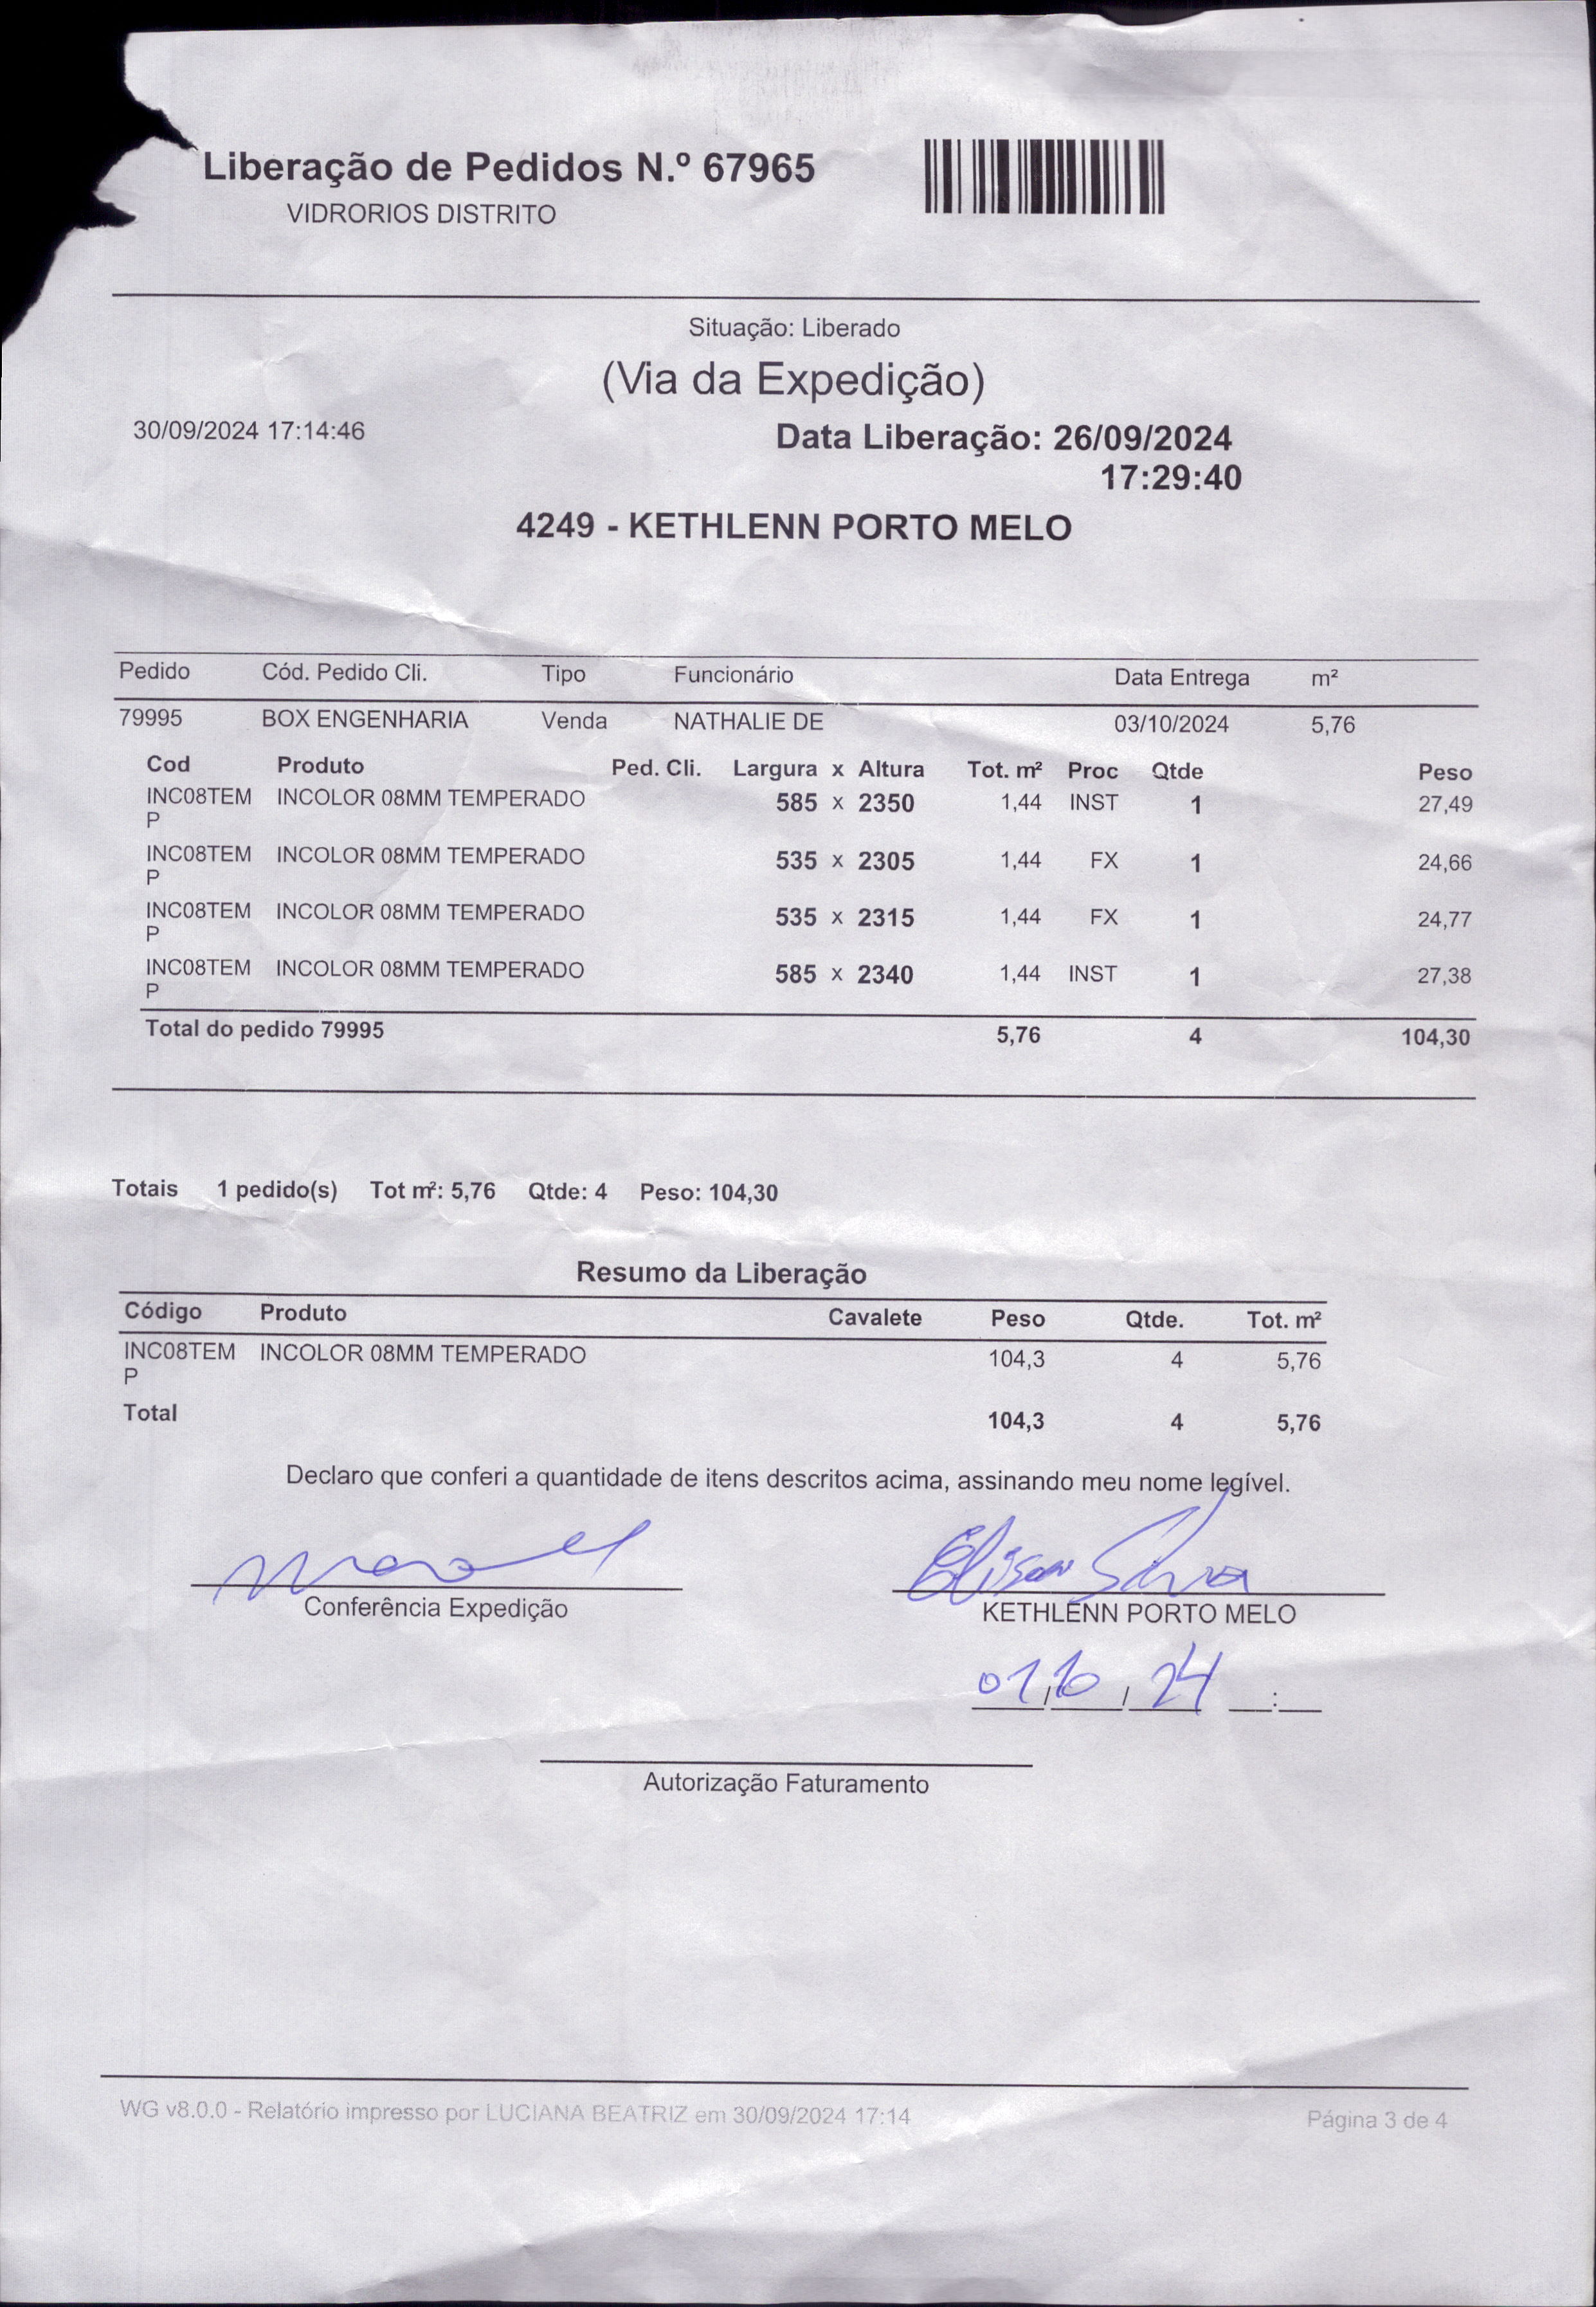 Liberação de Pedidos N.º 67965
VIDRORIOS DISTRITO
Situação: Liberado
(Via da Expedição)
30/09/2024 17:14:46 Data Liberação: 26/09/2024
17:29:40
4249 - KETHLENN PORTO MELO
Pedido Cód. Pedido Cli. Tipo Funcionário Data Entrega m²
79995 BOX ENGENHARIA Venda NATHALIE DE 03/10/2024 5,76
Cod Produto Ped. Cli. Largura x Altura Tot. m² Proc Qtde Peso
INC08TEM INCOLOR 08MM TEMPERADO 585 x 2350 1,44 INST 1 27,49
P
INC08TEM INCOLOR 08MM TEMPERADO 535 x 2305 1,44 FX 1 24,66
P
INC08TEM INCOLOR 08MM TEMPERADO 535 x 2315 1,44 FX 1 24,77
P
INC08TEM INCOLOR 08MM TEMPERADO 585 x 2340 1,44 INST 1 27,38
P
Total do pedido 79995 5,76 4 104,30
Totais 1 pedido(s) Tot m²: 5,76 Qtde: 4 Peso: 104,30
Resumo da Liberação
Código Produto Cavalete Peso Qtde. Tot. m²
INC08TEM INCOLOR 08MM TEMPERADO 104,3 4 5,76
P
Total 104,3 4 5,76
Declaro que conferi a quantidade de itens descritos acima, assinando meu nome legível.
Silva
Conferência Expedição KETHLENN PORTO MELO
01/10/24 __:__
Autorização Faturamento
WG v8.0.0 - Relatório impresso por LUCIANA BEATRIZ em 30/09/2024 17:14 Página 3 de 4